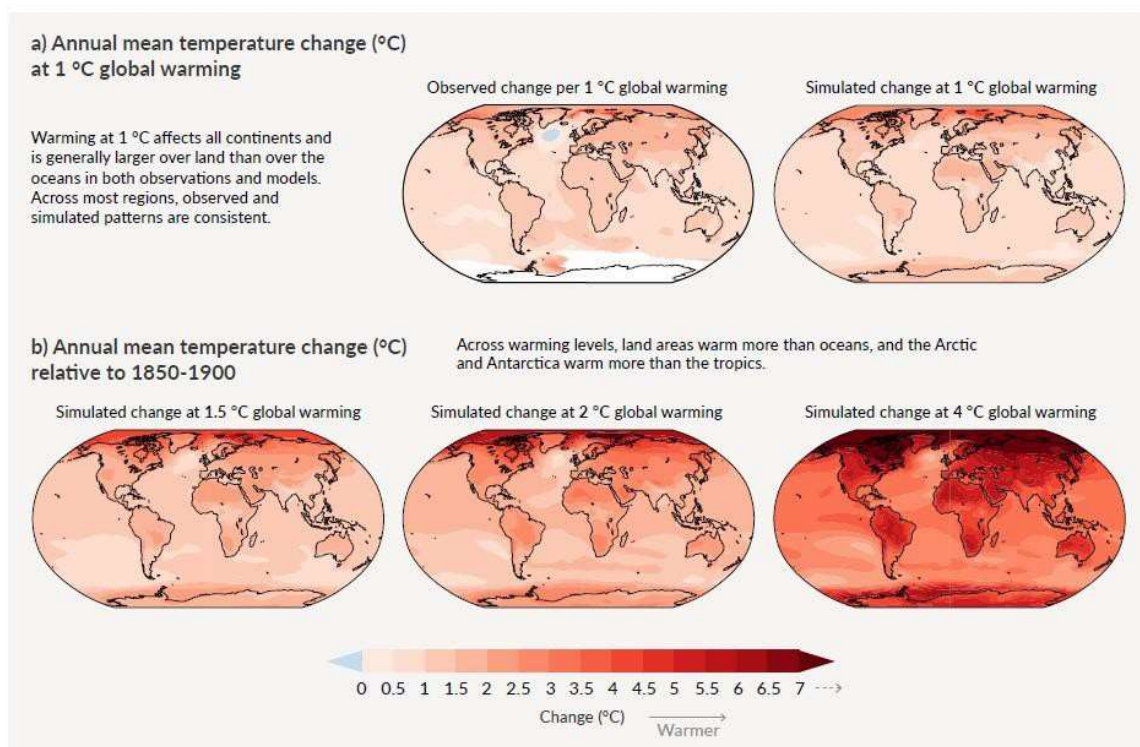 a) Annual mean temperature change (°C)
at 1 °C global warming
Warming at 1 °C affects all continents and
is generally larger over land than over the
oceans in both observations and models.
Across most regions, observed and
simulated patterns are consistent.
Observed change per 1 °C global warming
Simulated change at 1 °C global warming
b) Annual mean temperature change (°C)
relative to 1850-1900
Across warming levels, land areas warm more than oceans, and the Arctic
and Antarctica warm more than the tropics.
Simulated change at 1.5 °C global warming
Simulated change at 2 °C global warming
Simulated change at 4 °C global warming
0 0.5 1 1.5 2 2.5 3 3.5 4 4.5 5 5.5 6 6.5 7
Change (°C)
Warmer